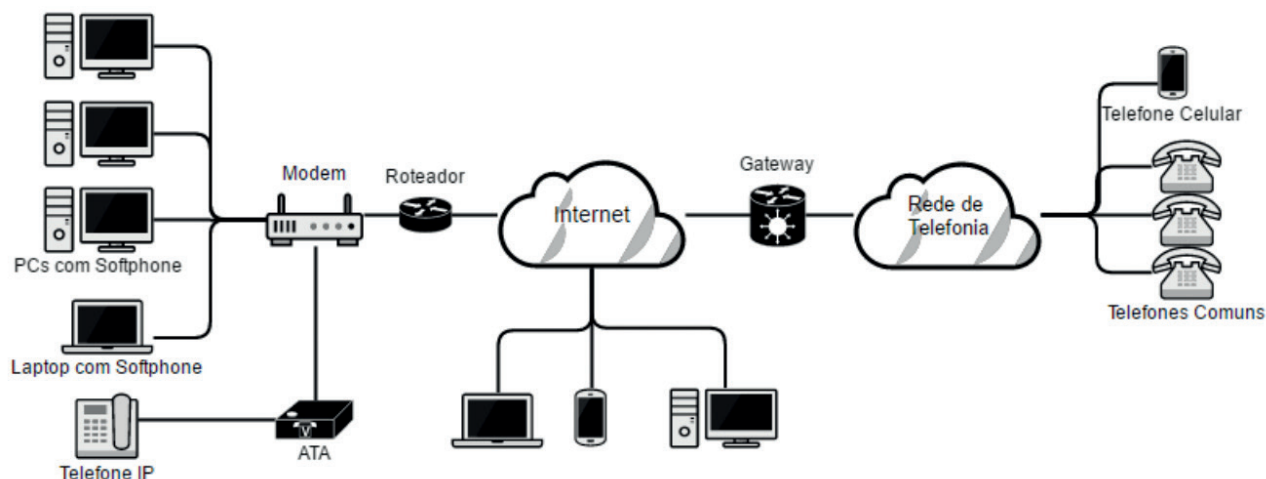 Modem
Roteador
Internet
Gateway
Rede de
Telefonia
Telefone Celular
PCs com Softphone
Telefones Comuns
Laptop com Softphone
V
ATA
Telefone IP